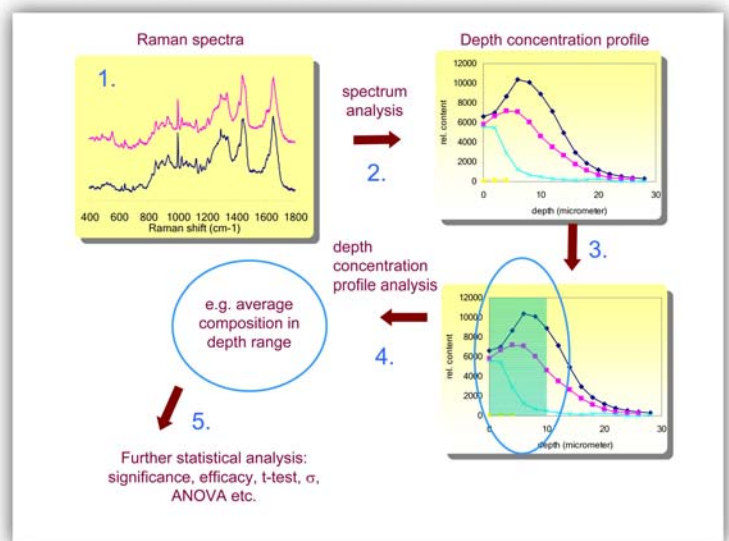 Raman spectra
1.
400 600 800 1000 1200 1400 1600 1800
Raman shift (cm-1)
spectrum
analysis
2.
Depth concentration profile
12000
10000
8000
6000
4000
2000
0
rel. content
0 10 20 30
depth (micrometer)
3.
12000
10000
8000
6000
4000
2000
0
rel. content
0 10 20 30
depth (micrometer)
depth
concentration
profile analysis
4.
e.g. average
composition in
depth range
5.
Further statistical analysis:
significance, efficacy, t-test, σ,
ANOVA etc.